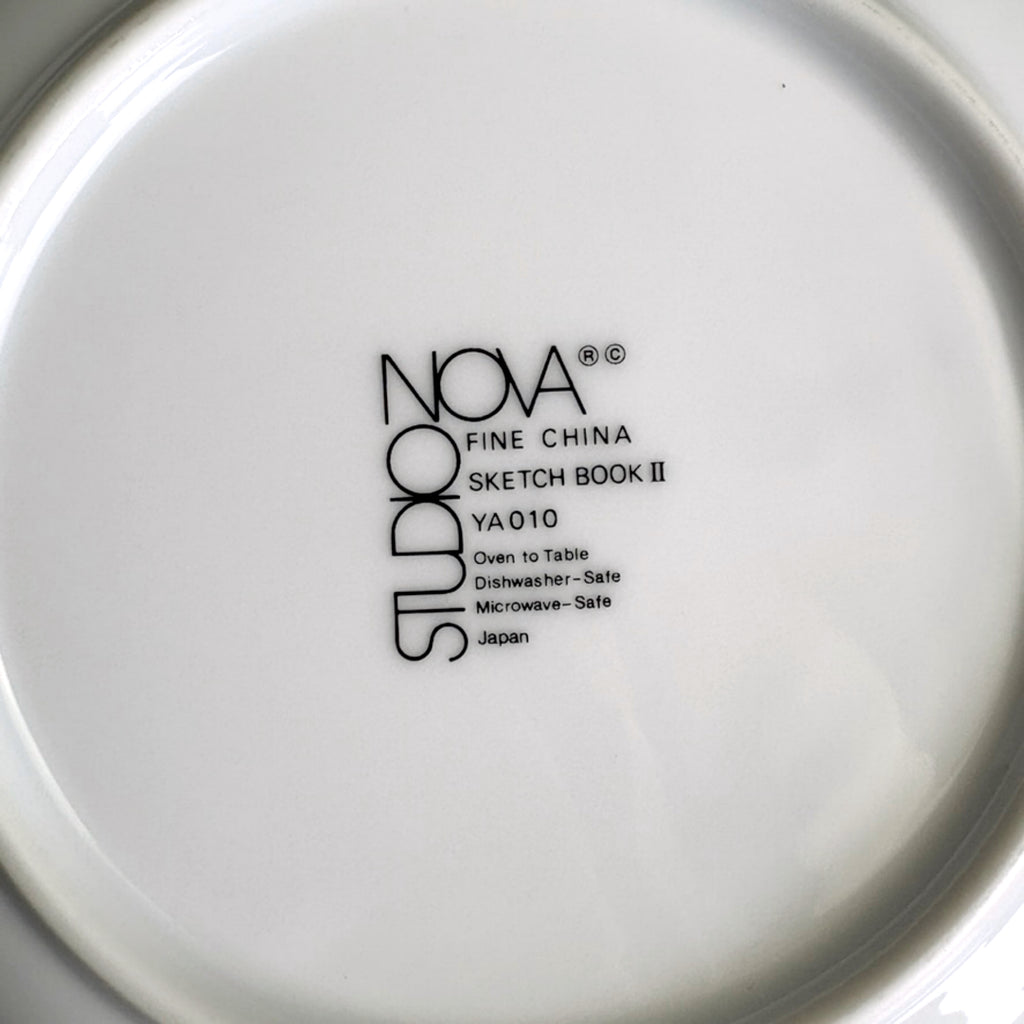 STUDIO
NOVA ® ©
FINE CHINA
SKETCH BOOK II
YA010
Oven to Table
Dishwasher-Safe
Microwave-Safe
Japan